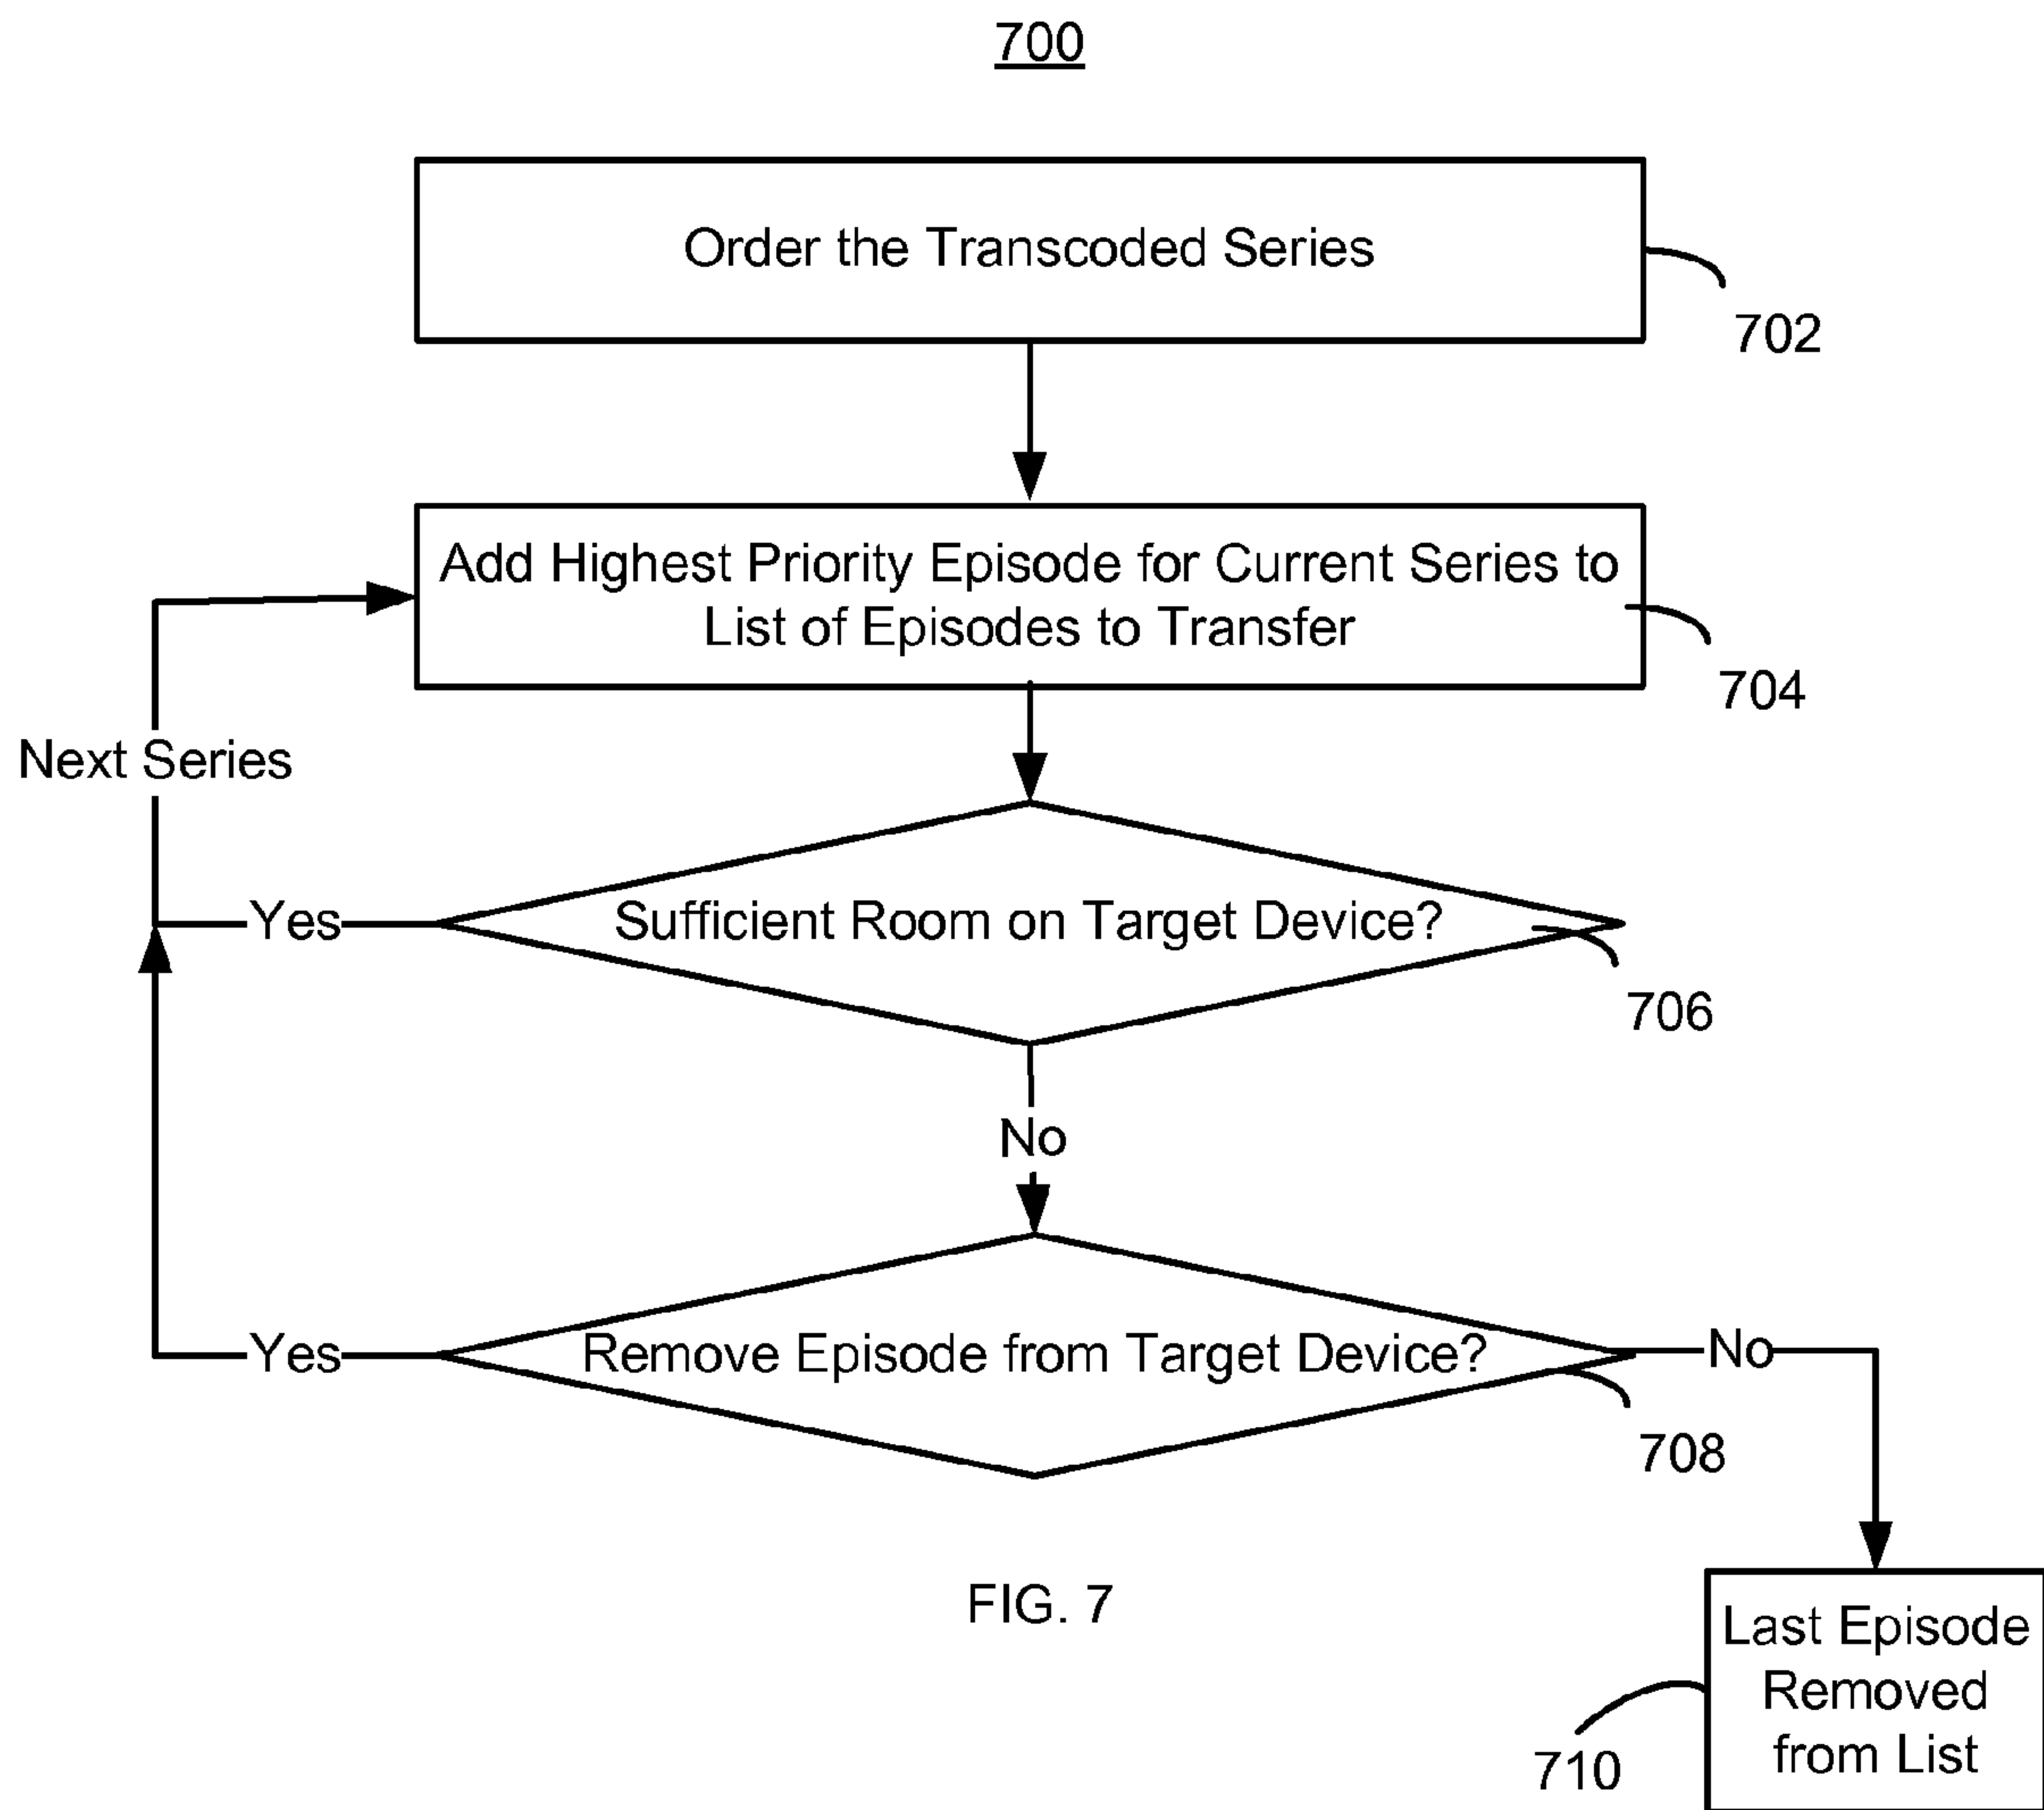 700
Order the Transcoded Series
702
Add Highest Priority Episode for Current Series to
List of Episodes to Transfer
704
Next Series
Yes
Sufficient Room on Target Device?
706
No
Yes
Remove Episode from Target Device?
No
708
FIG. 7
Last Episode
Removed
from List
710